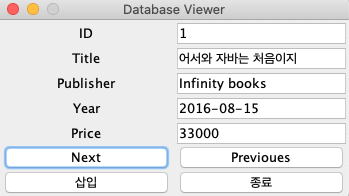 Database Viewer
ID 1
Title 어서와 자바는 처음이지
Publisher Infinity books
Year 2016-08-15
Price 33000
Next Previoues
삽입 종료